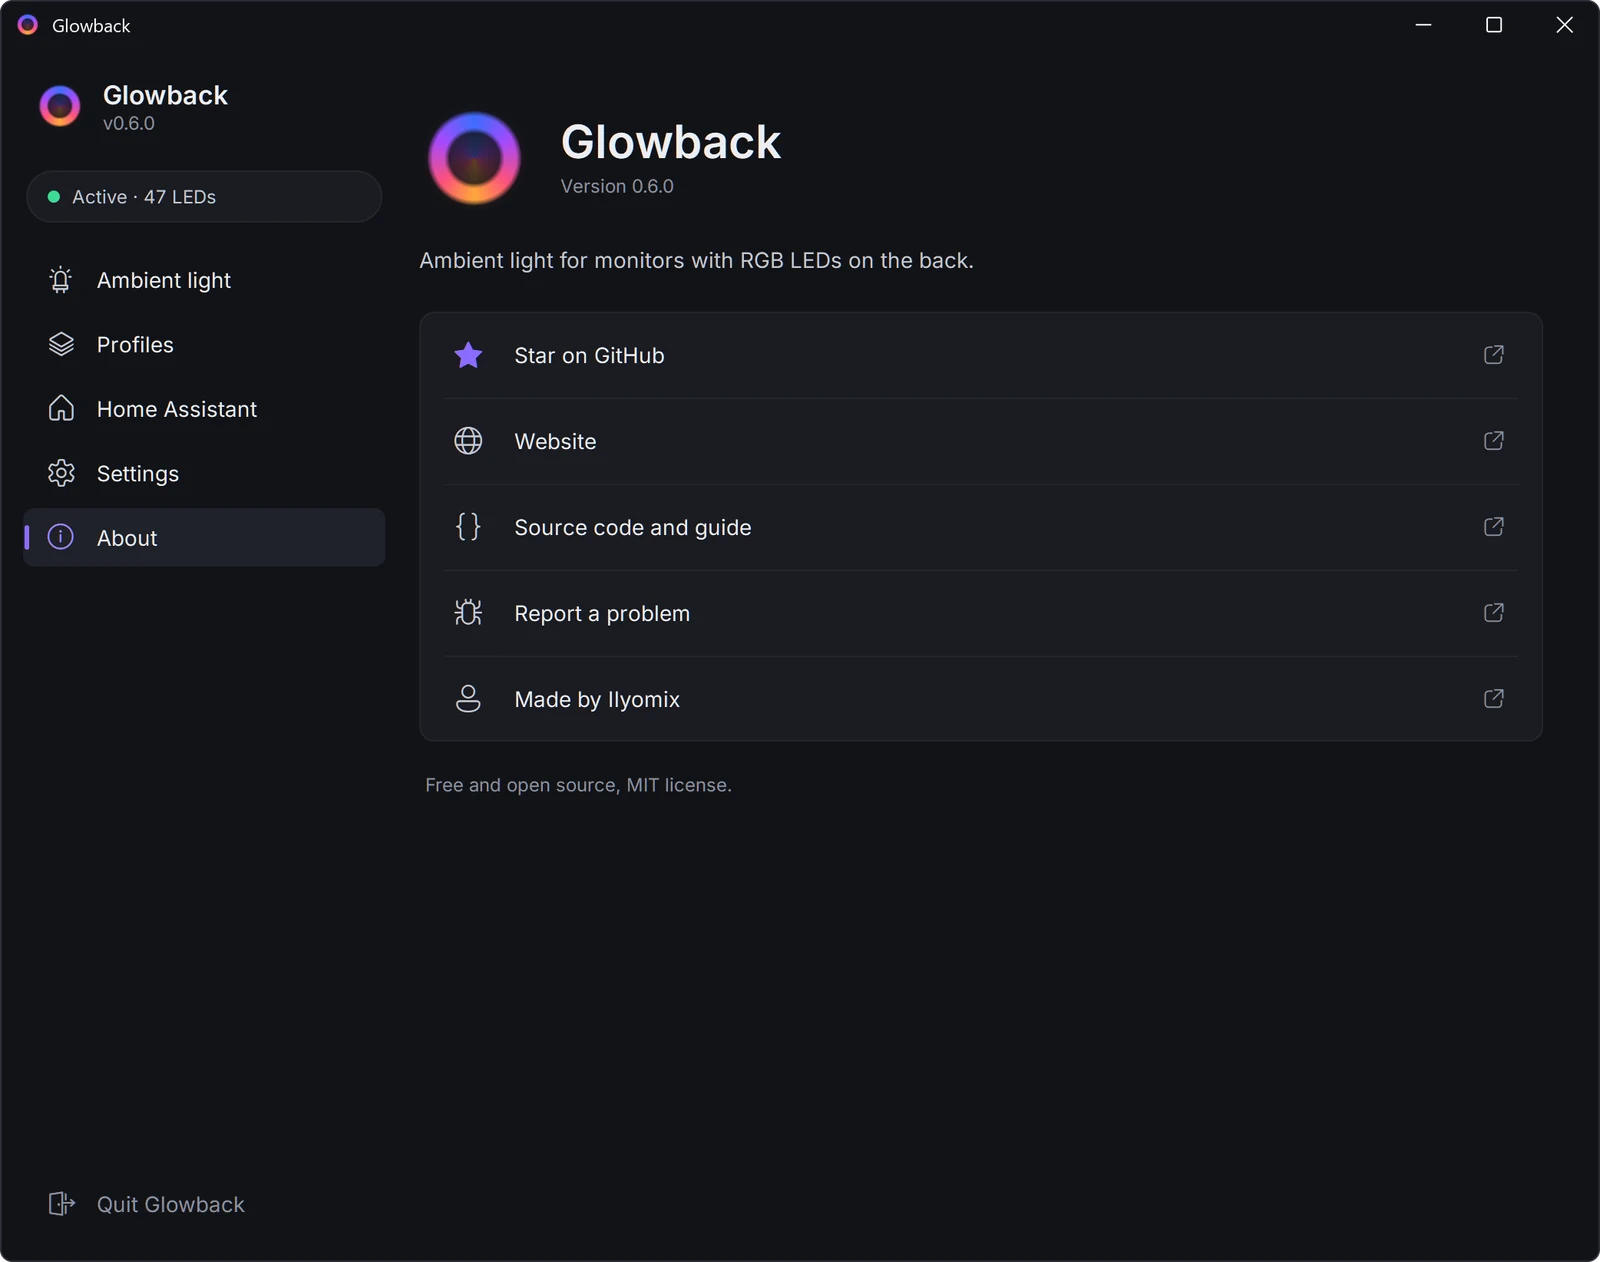 Glowback
Glowback
v0.6.0
Active · 47 LEDs
Ambient light
Profiles
Home Assistant
Settings
About
Quit Glowback
Glowback
Version 0.6.0
Ambient light for monitors with RGB LEDs on the back.
Star on GitHub
Website
Source code and guide
Report a problem
Made by Ilyomix
Free and open source, MIT license.